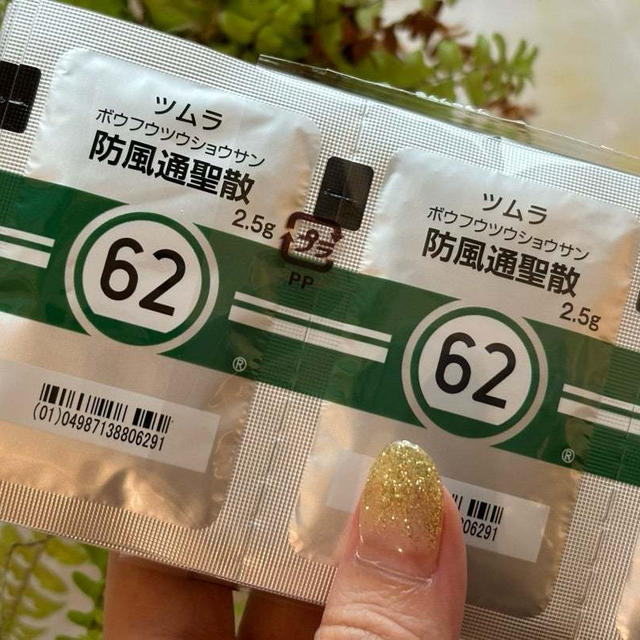 ツムラ
ボウフウツウショウサン
防風通聖散
2.5g
62
®
(01)04987138806291
プラ
PP
ツムラ
ボウフウツウショウサン
防風通聖散
2.5g
62
®
06291